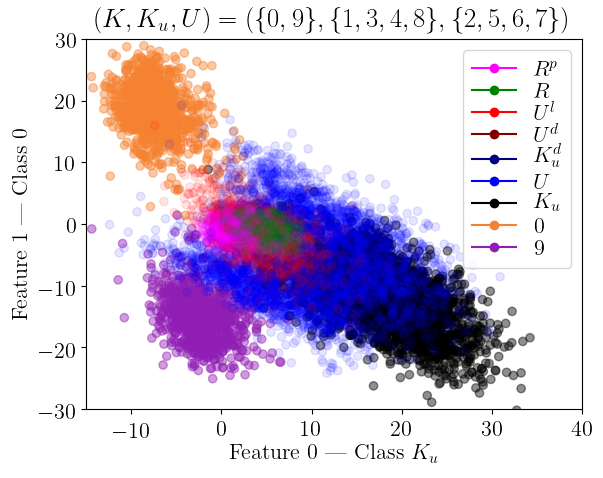 (K, K_u, U) = ({0, 9}, {1, 3, 4, 8}, {2, 5, 6, 7})
30
20
10
0
−10
−20
−30
Feature 1 — Class 0
R^p
R
U^l
U^d
K_u^d
U
K_u
0
9
−10
0
10
20
30
40
Feature 0 — Class K_u